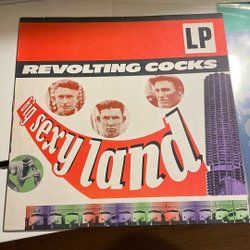 LP
REVOLTING COCKS
big sexy land